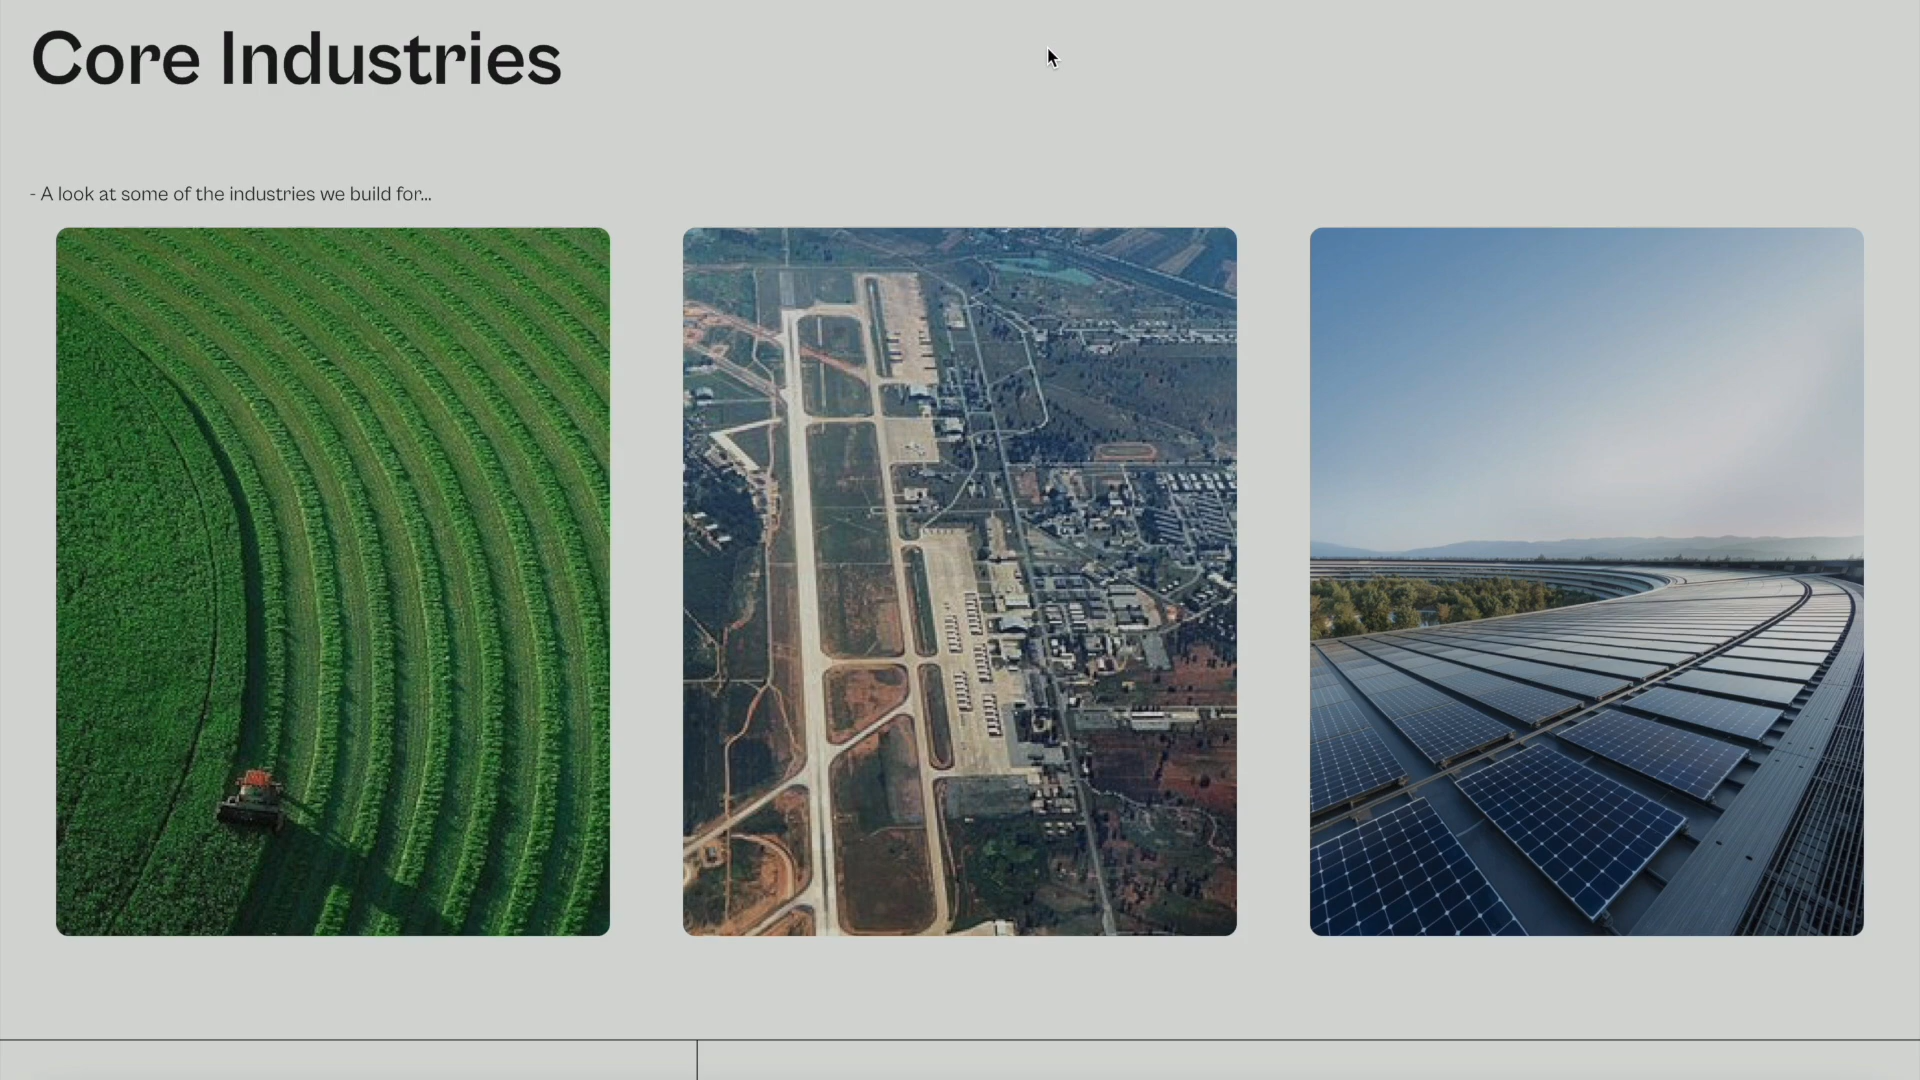 Core Industries
- A look at some of the industries we build for...